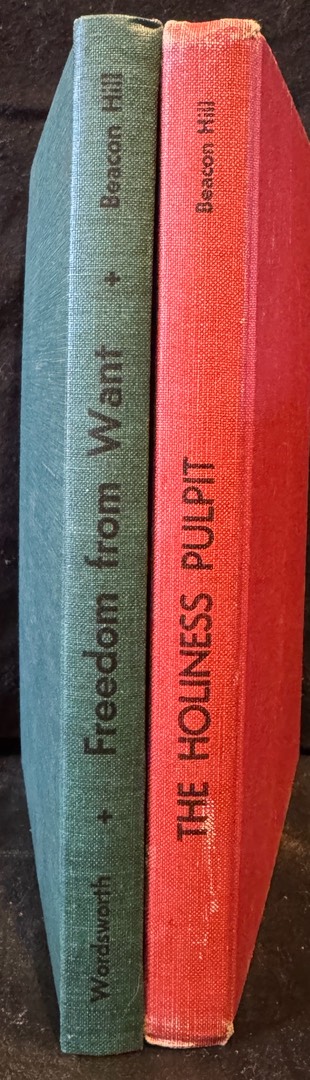 Wordsworth + Freedom from Want + Beacon Hill
THE HOLINESS PULPIT Beacon Hill